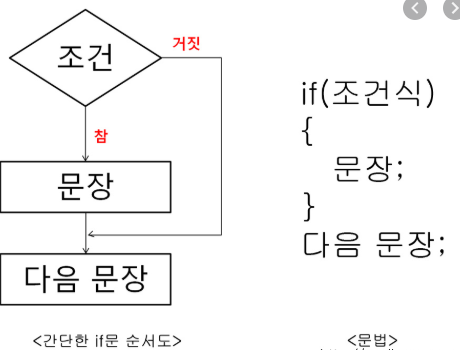 조건
거짓
참
문장
다음 문장
<간단한 if문 순서도>
if(조건식)
{
문장;
}
다음 문장;
<문법>